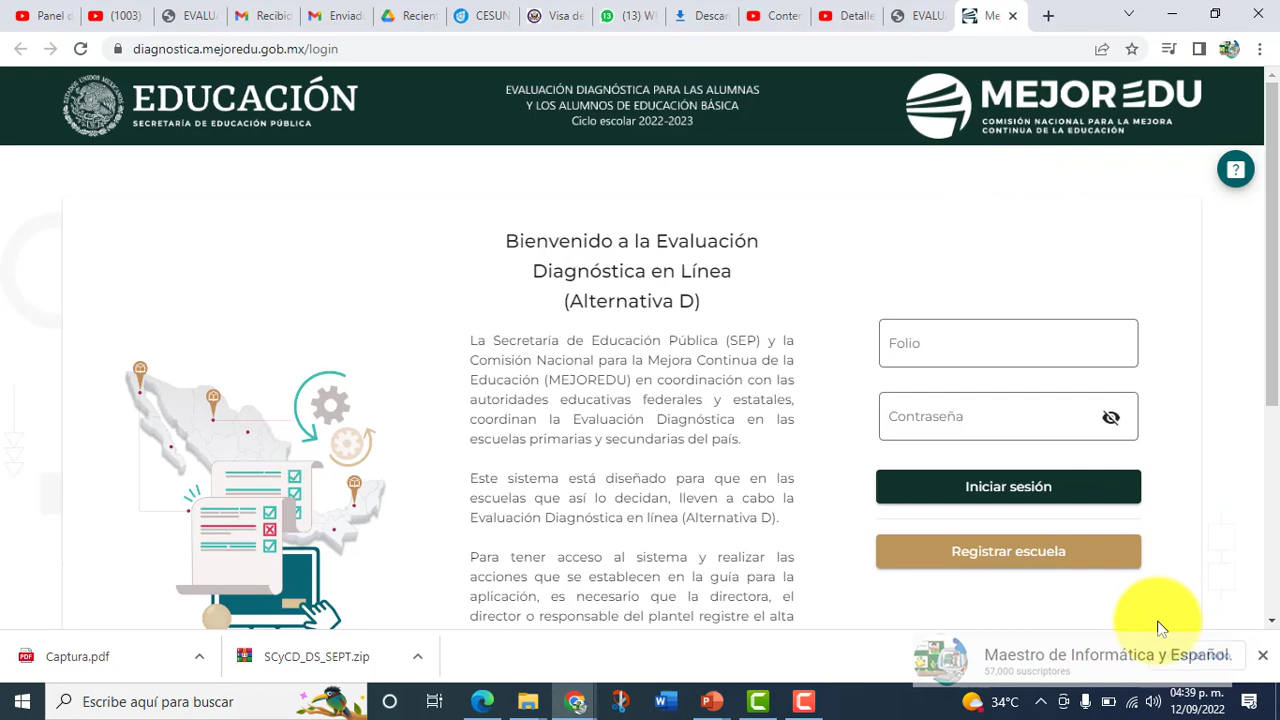 Panel d
(1003)
EVALU
Recibid
Enviad
Recien
CESUN
Visa de
(13) W
Descar
Conter
Detalle
EVALU
Me
diagnostica.mejoredu.gob.mx/login
EDUCACIÓN
SECRETARÍA DE EDUCACIÓN PÚBLICA
EVALUACIÓN DIAGNÓSTICA PARA LAS ALUMNAS
Y LOS ALUMNOS DE EDUCACIÓN BÁSICA
Ciclo escolar 2022-2023
MEJOREDU
COMISIÓN NACIONAL PARA LA MEJORA
CONTINUA DE LA EDUCACIÓN
Bienvenido a la Evaluación
Diagnóstica en Línea
(Alternativa D)
La Secretaría de Educación Pública (SEP) y la
Comisión Nacional para la Mejora Continua de la
Educación (MEJOREDU) en coordinación con las
autoridades educativas federales y estatales,
coordinan la Evaluación Diagnóstica en las
escuelas primarias y secundarias del país.
Este sistema está diseñado para que en las
escuelas que así lo decidan, lleven a cabo la
Evaluación Diagnóstica en línea (Alternativa D).
Para tener acceso al sistema y realizar las
acciones que se establecen en la guía para la
aplicación, es necesario que la directora, el
director o responsable del plantel registre el alta
Folio
Contraseña
Iniciar sesión
Registrar escuela
Captura.pdf
SCyCD_DS_SEPT.zip
Maestro de Informática y Español
57,000 suscriptores
Escribe aquí para buscar
34°C
04:39 p. m.
12/09/2022